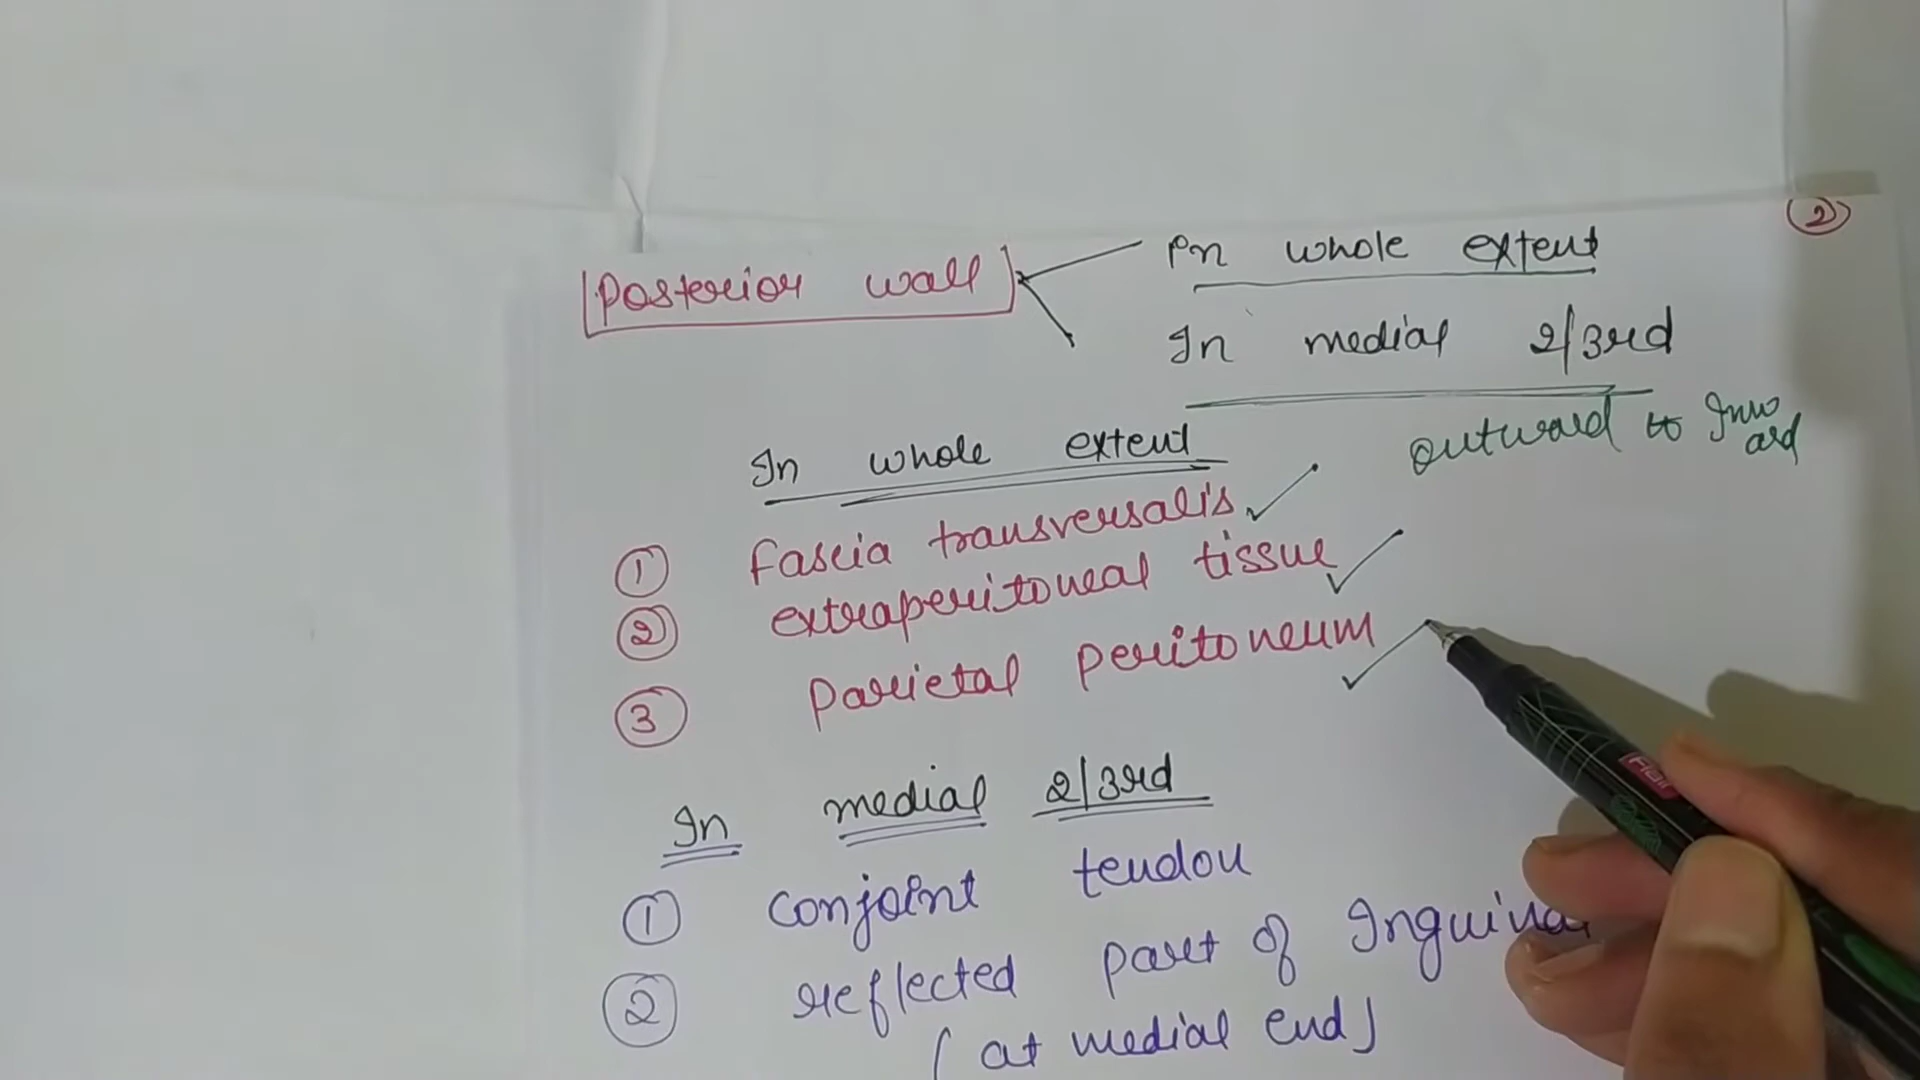 2
Posterior wall
In whole extent
In medial 2/3rd
outward to Inward
In whole extent
1 Fascia transversalis
2 extraperitoneal tissue
3 Parietal peritoneum
In medial 2/3rd
1 Conjoint tendon
2 reflected part of Inguinal
(at medial end)
Flair